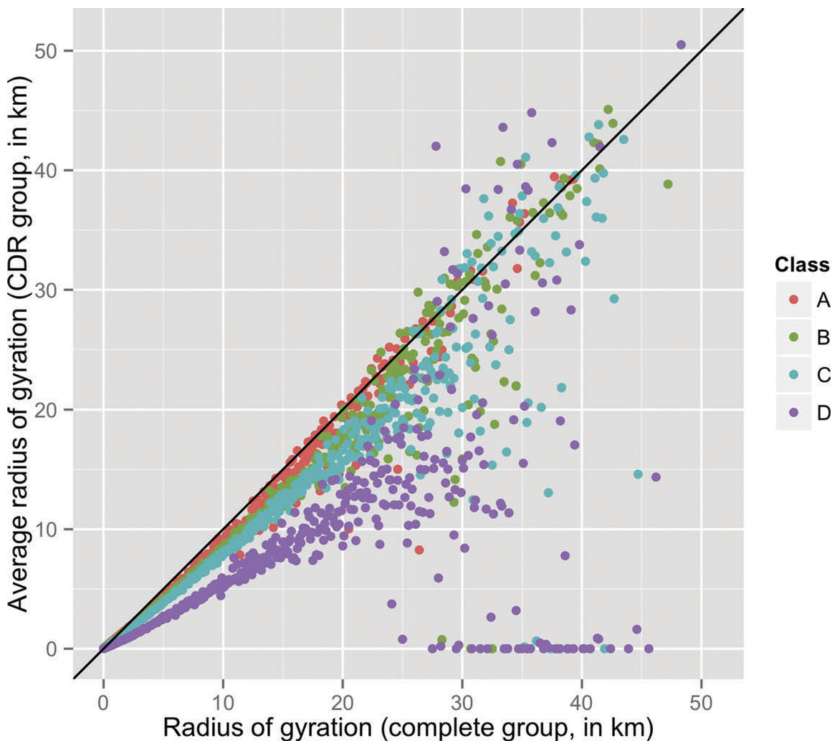 Average radius of gyration (CDR group, in km)
50
40
30
20
10
0
0 10 20 30 40 50
Radius of gyration (complete group, in km)
Class
A
B
C
D